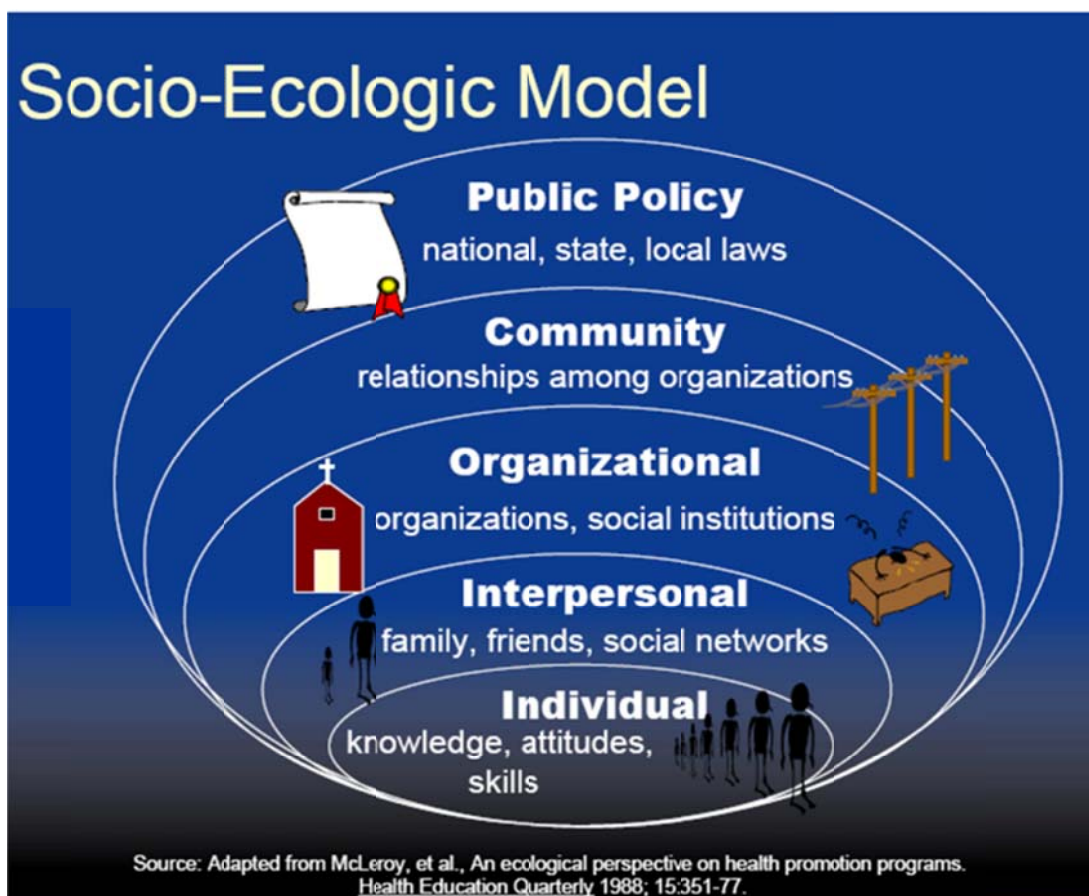 Socio-Ecologic Model
Public Policy
national, state, local laws
Community
relationships among organizations
Organizational
organizations, social institutions
Interpersonal
family, friends, social networks
Individual
knowledge, attitudes,
skills
Source: Adapted from McLeroy, et al., An ecological perspective on health promotion programs.
Health Education Quarterly 1988; 15:351-77.